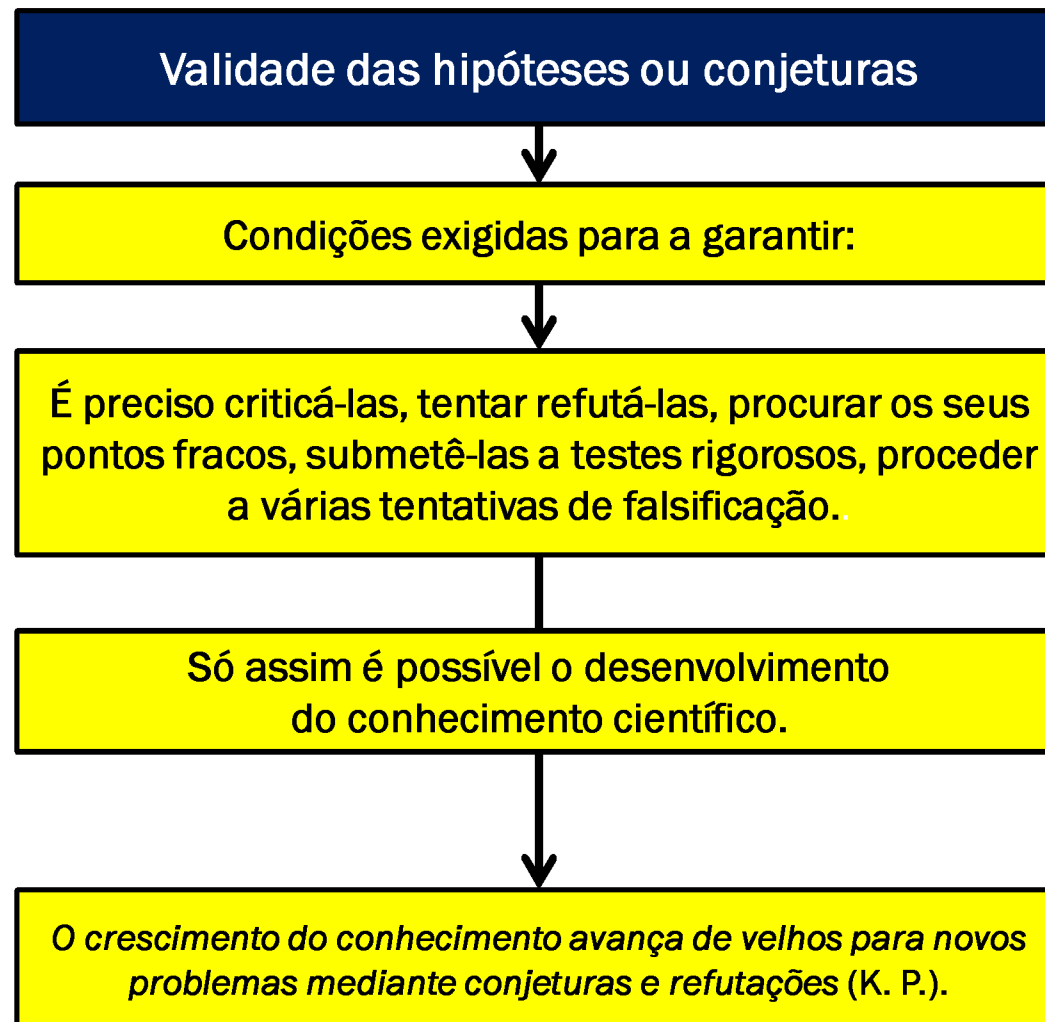 Validade das hipóteses ou conjeturas
Condições exigidas para a garantir:
É preciso criticá-las, tentar refutá-las, procurar os seus
pontos fracos, submetê-las a testes rigorosos, proceder
a várias tentativas de falsificação..
Só assim é possível o desenvolvimento
do conhecimento científico.
O crescimento do conhecimento avança de velhos para novos
problemas mediante conjeturas e refutações (K. P.).